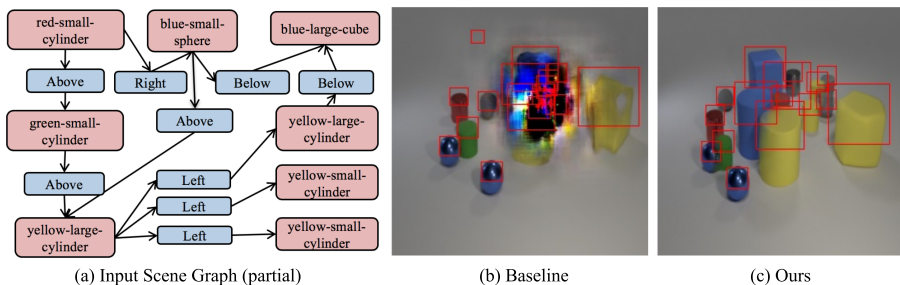 red-small-
cylinder
blue-small-
sphere
blue-large-cube
Above
Right
Below
Below
green-small-
cylinder
Above
yellow-large-
cylinder
Above
Left
yellow-small-
cylinder
Left
yellow-large-
cylinder
Left
yellow-small-
cylinder
(a) Input Scene Graph (partial)
(b) Baseline
(c) Ours